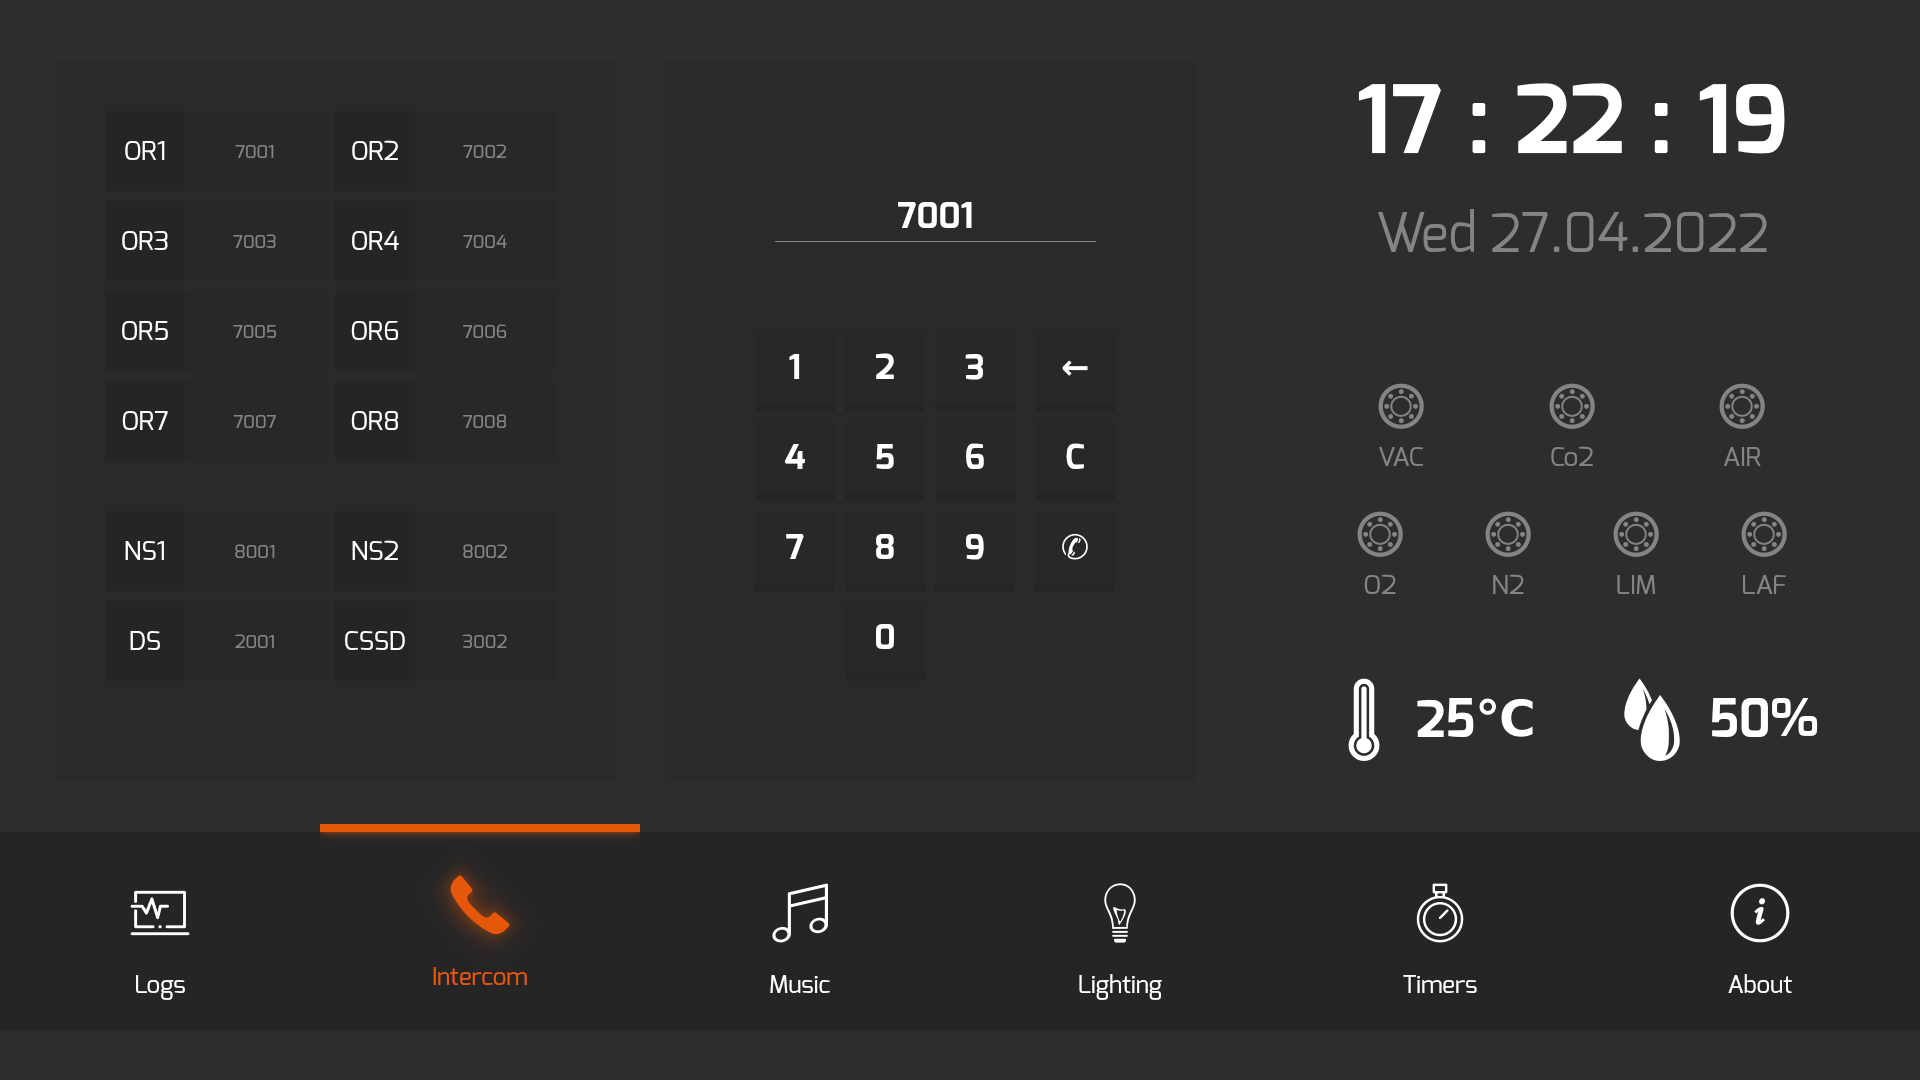 OR1 7001 OR2 7002
OR3 7003 OR4 7004
OR5 7005 OR6 7006
OR7 7007 OR8 7008
NS1 8001 NS2 8002
DS 2001 CSSD 3002
7001
1 2 3 ←
4 5 6 C
7 8 9 ✆
0
17 : 22 : 19
Wed 27.04.2022
VAC Co2 AIR
O2 N2 LIM LAF
25°C 50%
Logs Intercom Music Lighting Timers About